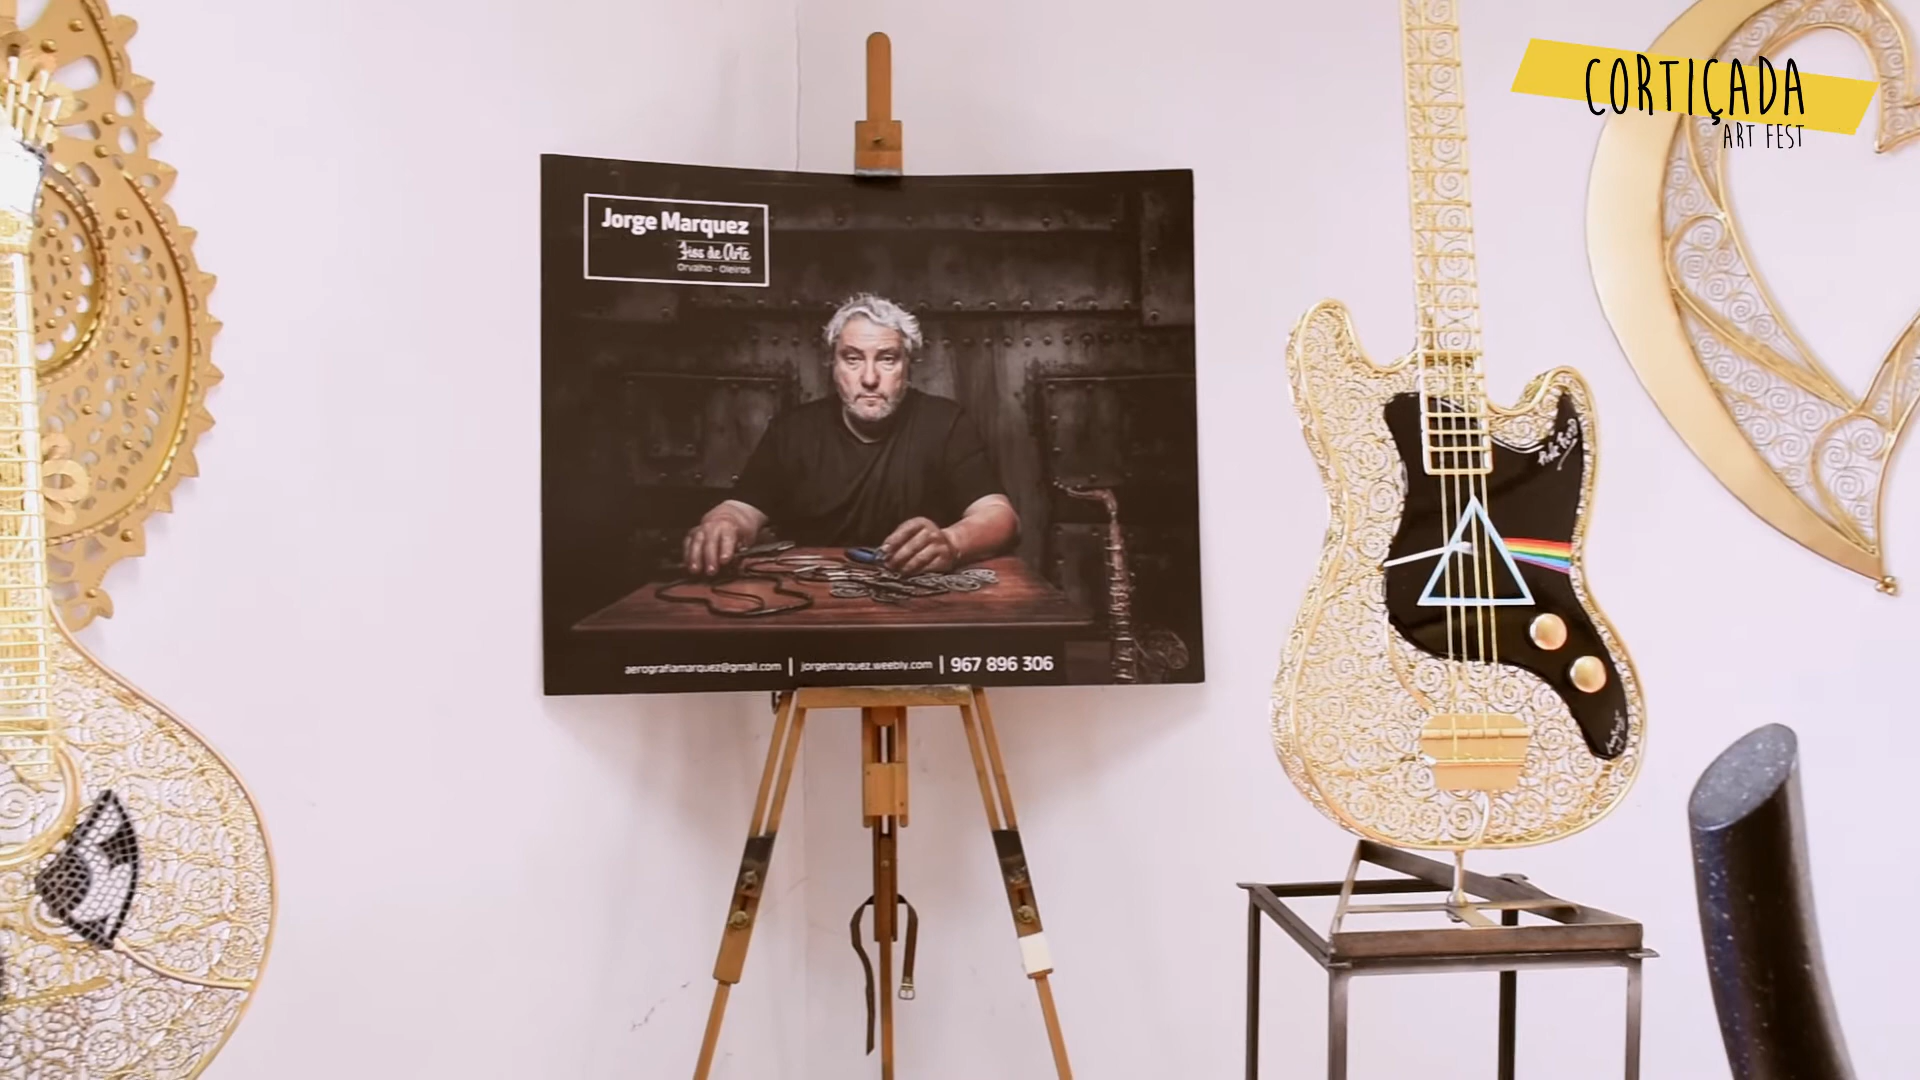 CORTIÇADA
ART FEST
Jorge Marquez
Fios de Arte
Orvalho - Oleiros
aerografiamarquez@gmail.com | jorgemarquez.weebly.com | 967 896 306